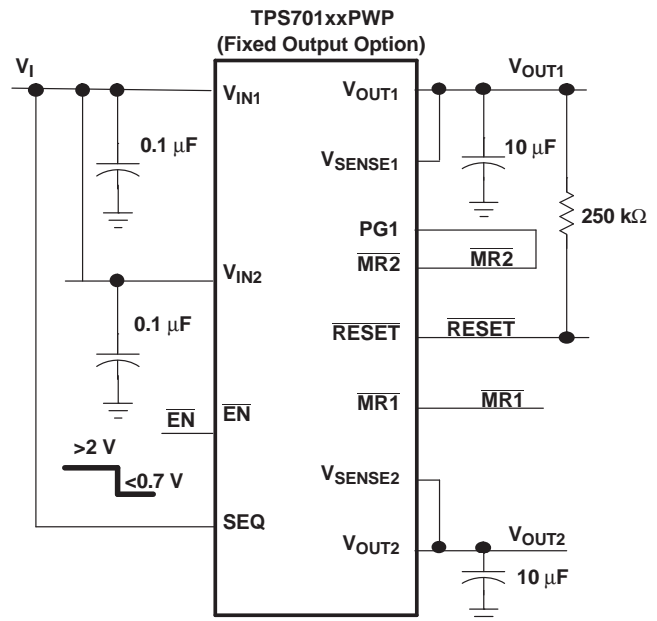 TPS701xxPWP
(Fixed Output Option)
VI
VIN1
VOUT1
VOUT1
0.1 μF
10 μF
VSENSE1
250 kΩ
PG1
MR2
MR2
VIN2
0.1 μF
RESET
RESET
EN
EN
MR1
MR1
>2 V
<0.7 V
VSENSE2
SEQ
VOUT2
VOUT2
10 μF